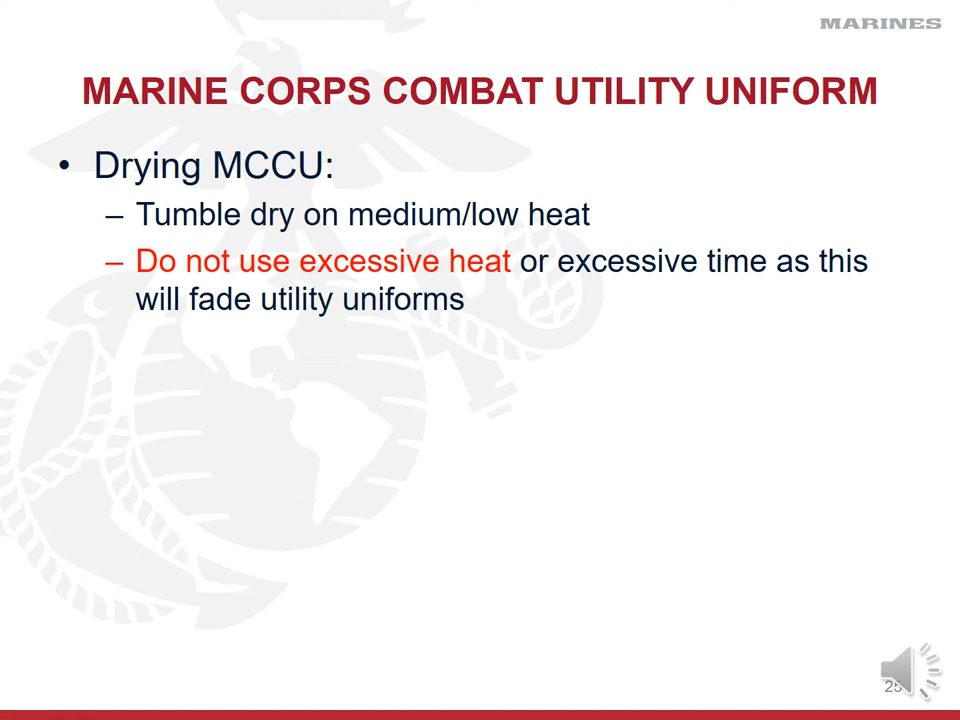 MARINES
MARINE CORPS COMBAT UTILITY UNIFORM
• Drying MCCU:
– Tumble dry on medium/low heat
– Do not use excessive heat or excessive time as this
will fade utility uniforms